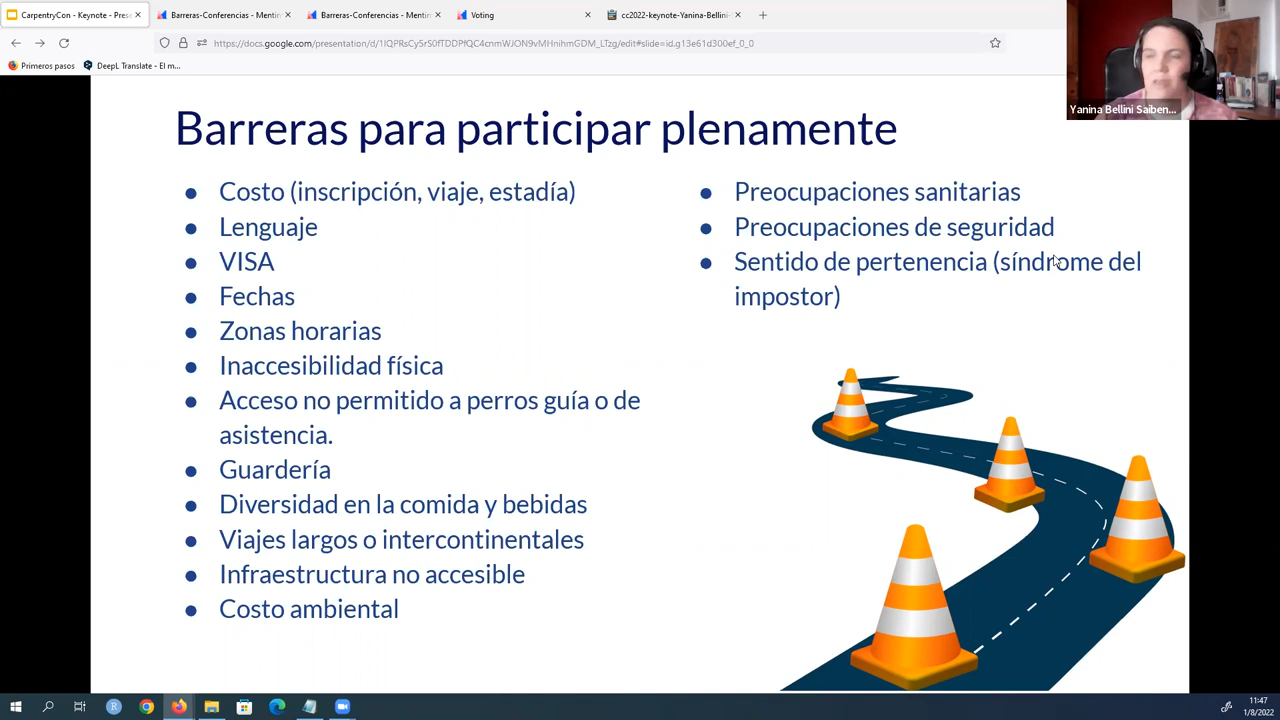 CarpentryCon - Keynote - Prese
Barreras-Conferencias - Mentim
Barreras-Conferencias - Mentim
Voting
cc2022-keynote-Yanina-Bellini-
https://docs.google.com/presentation/d/1IQPRsCy5rS0fTDDPfQC4cnmWJON9vMHnihmGDM_LTzg/edit#slide=id.g13e61d300ef_0_0
Primeros pasos
DeepL Translate - El m...
Yanina Bellini Saiben...
Barreras para participar plenamente
Costo (inscripción, viaje, estadía)
Lenguaje
VISA
Fechas
Zonas horarias
Inaccesibilidad física
Acceso no permitido a perros guía o de
asistencia.
Guardería
Diversidad en la comida y bebidas
Viajes largos o intercontinentales
Infraestructura no accesible
Costo ambiental
Preocupaciones sanitarias
Preocupaciones de seguridad
Sentido de pertenencia (síndrome del
impostor)
11:47
1/8/2022